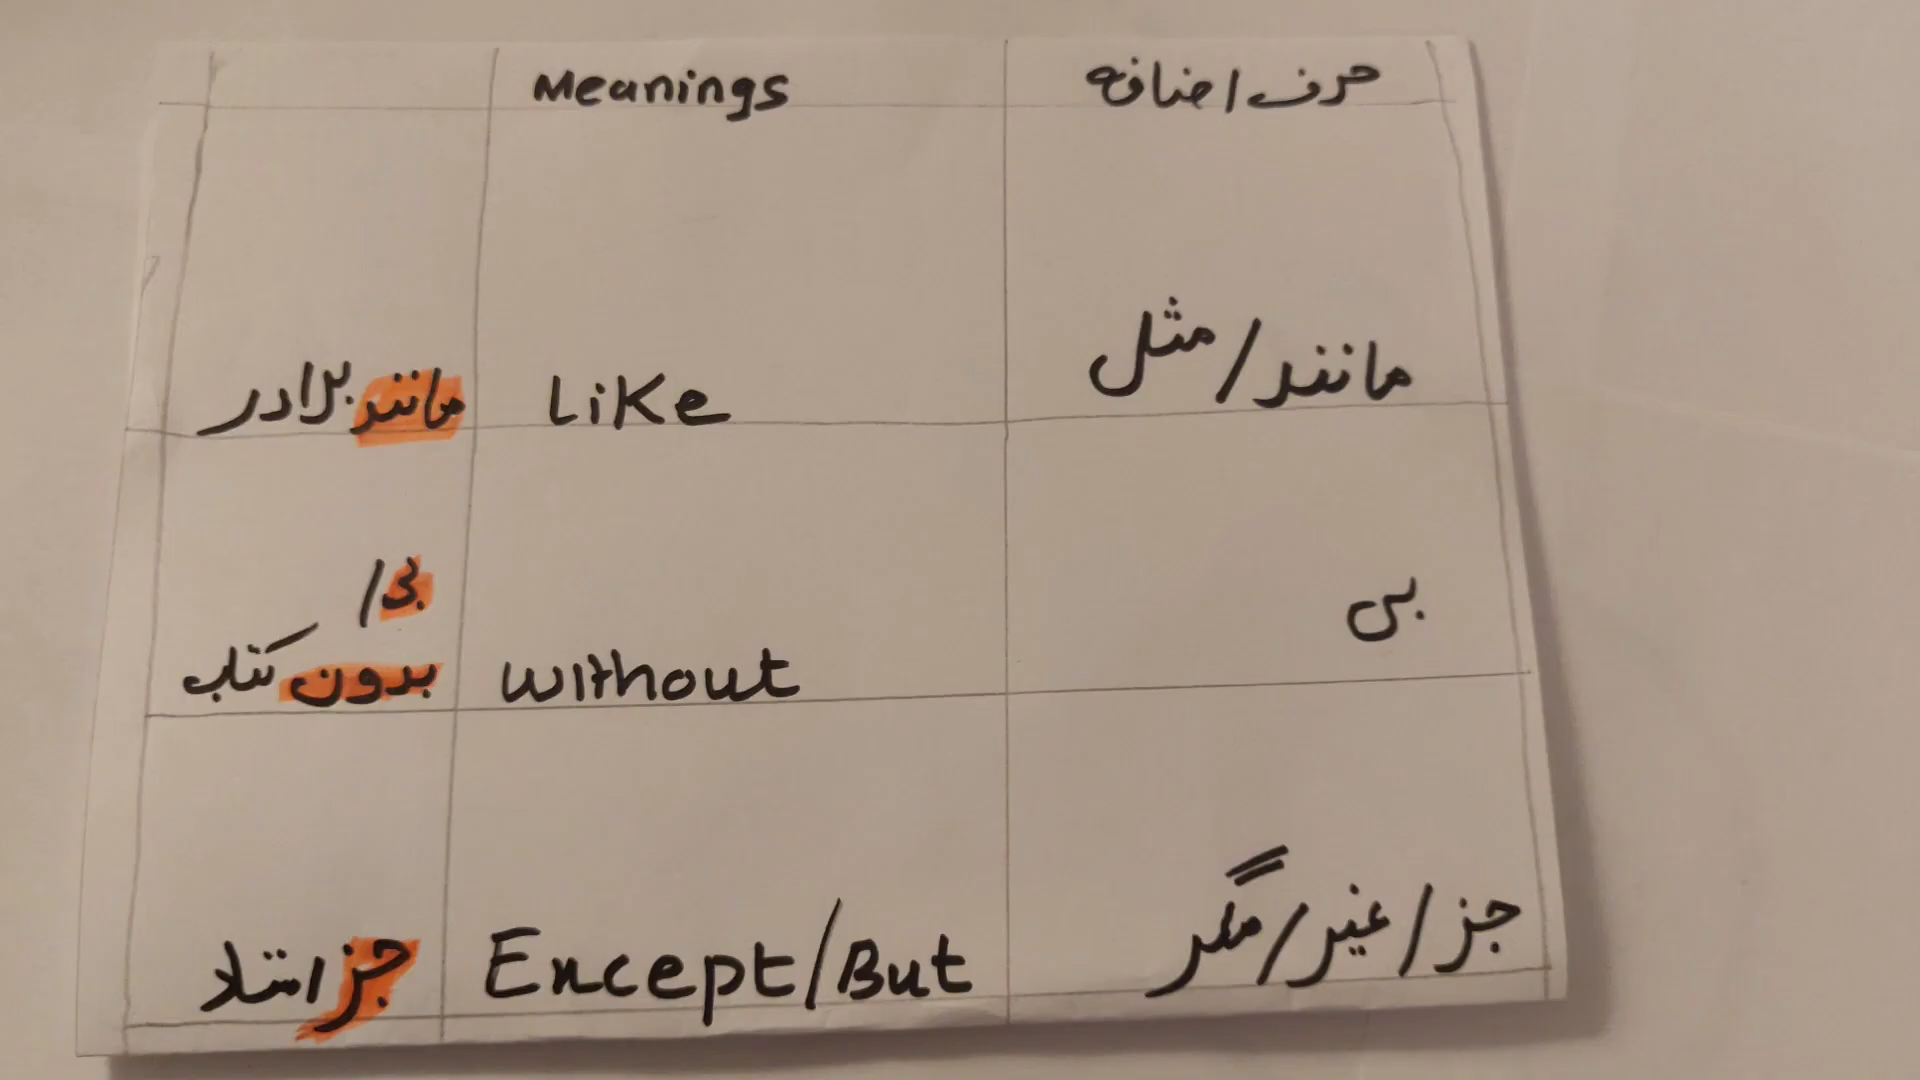 حرف اضافه Meanings
مانند/مثل Like مانند برادر
بی Without بی/
بدون کتاب
جز/غیر/مگر Except/But جز استاد